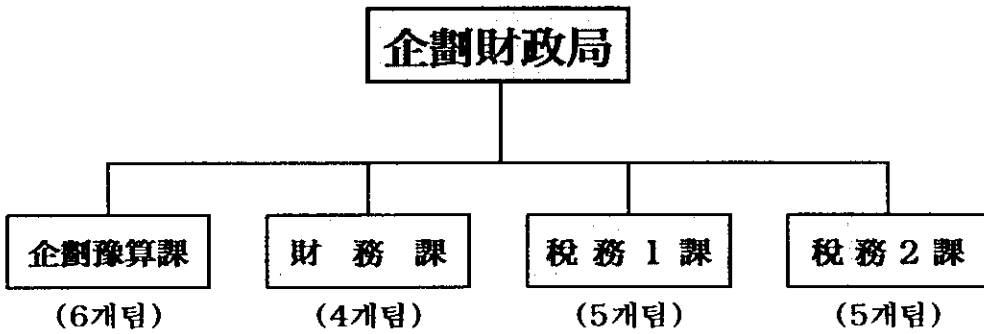 企劃財政局
企劃豫算課 財務課 稅務1課 稅務2課
(6개팀) (4개팀) (5개팀) (5개팀)